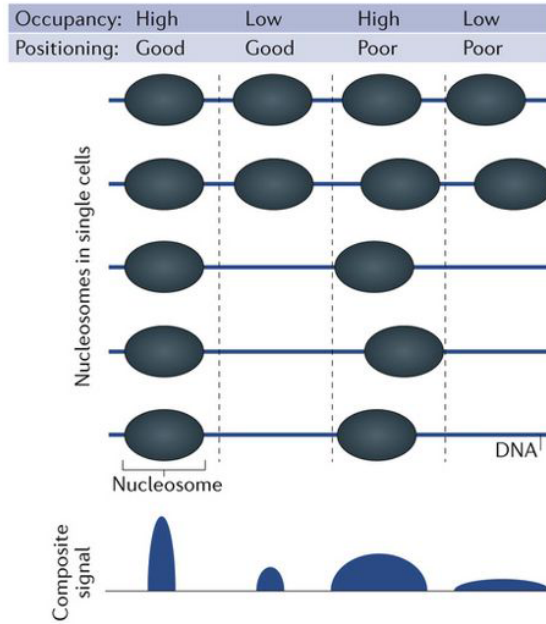 Occupancy: High Low High Low
Positioning: Good Good Poor Poor
Nucleosomes in single cells
DNA
Nucleosome
Composite
signal